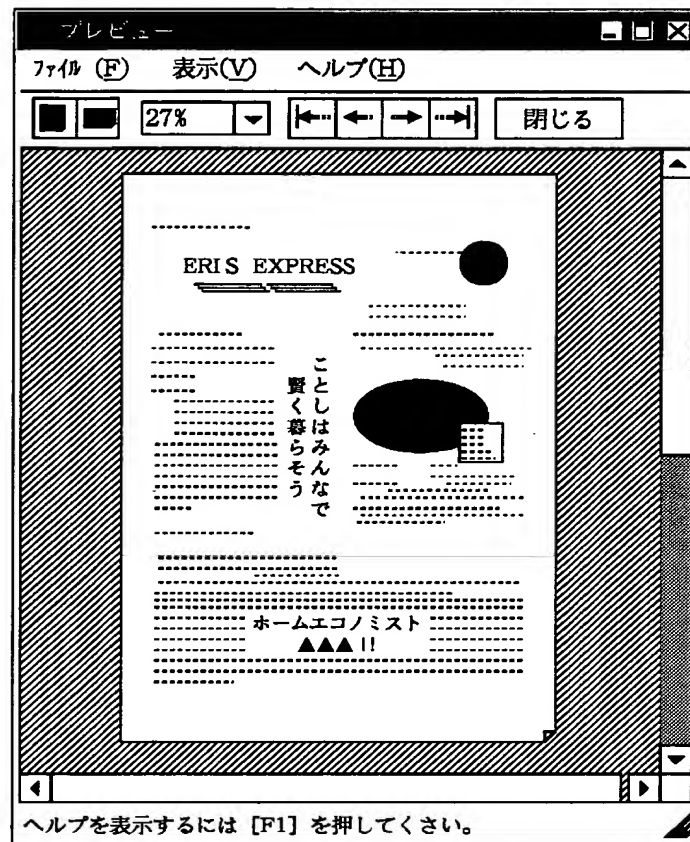 プレビュー
ファイル (F) 表示(V) ヘルプ(H)
27% 閉じる
ERIS EXPRESS
ことしはみんなで
賢く暮らそう
ホームエコノミスト
▲▲▲!!
ヘルプを表示するには [F1] を押してくさい。